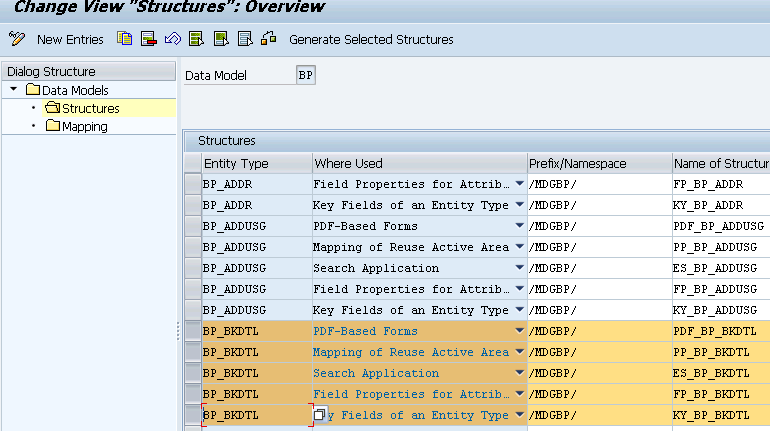 Change View "Structures": Overview
New Entries Generate Selected Structures
Dialog Structure
Data Models
Structures
Mapping
Data Model BP
Structures
Entity Type Where Used Prefix/Namespace Name of Structur
BP_ADDR Field Properties for Attrib… /MDGBP/ FP_BP_ADDR
BP_ADDR Key Fields of an Entity Type /MDGBP/ KY_BP_ADDR
BP_ADDUSG PDF-Based Forms /MDGBP/ PDF_BP_ADDUSG
BP_ADDUSG Mapping of Reuse Active Area /MDGBP/ PP_BP_ADDUSG
BP_ADDUSG Search Application /MDGBP/ ES_BP_ADDUSG
BP_ADDUSG Field Properties for Attrib… /MDGBP/ FP_BP_ADDUSG
BP_ADDUSG Key Fields of an Entity Type /MDGBP/ KY_BP_ADDUSG
BP_BKDTL PDF-Based Forms /MDGBP/ PDF_BP_BKDTL
BP_BKDTL Mapping of Reuse Active Area /MDGBP/ PP_BP_BKDTL
BP_BKDTL Search Application /MDGBP/ ES_BP_BKDTL
BP_BKDTL Field Properties for Attrib… /MDGBP/ FP_BP_BKDTL
BP_BKDTL y Fields of an Entity Type /MDGBP/ KY_BP_BKDTL